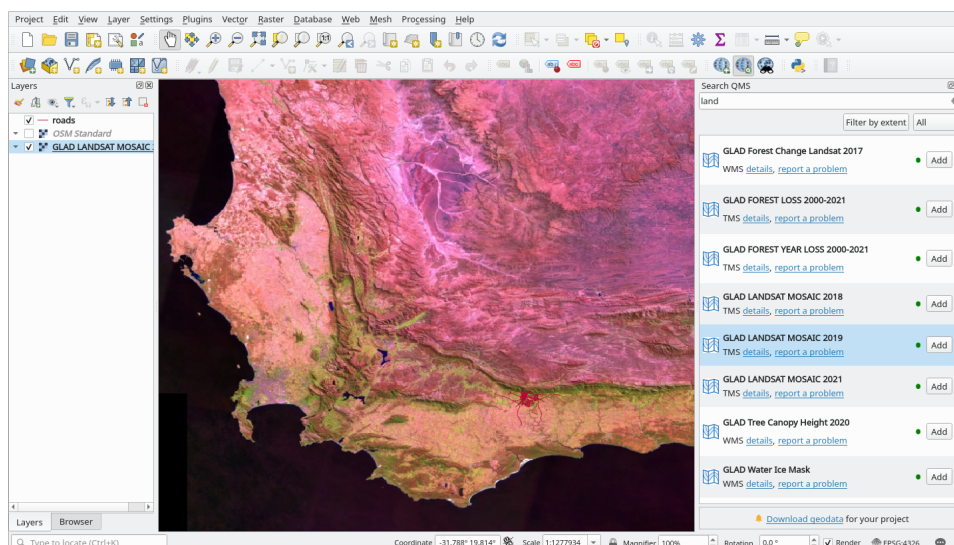 Project Edit View Layer Settings Plugins Vector Raster Database Web Mesh Processing Help
Layers
roads
OSM Standard
GLAD LANDSAT MOSAIC
Layers Browser
Search QMS
land
Filter by extent All
GLAD Forest Change Landsat 2017
WMS details, report a problem
Add
GLAD FOREST LOSS 2000-2021
TMS details, report a problem
Add
GLAD FOREST YEAR LOSS 2000-2021
TMS details, report a problem
Add
GLAD LANDSAT MOSAIC 2018
TMS details, report a problem
Add
GLAD LANDSAT MOSAIC 2019
TMS details, report a problem
Add
GLAD LANDSAT MOSAIC 2021
TMS details, report a problem
Add
GLAD Tree Canopy Height 2020
WMS details, report a problem
Add
GLAD Water Ice Mask
WMS details, report a problem
Add
Download geodata for your project
Type to locate (Ctrl+K) Coordinate -31.788° 19.814° Scale 1:1277934 Magnifier 100% Rotation 0.0 ° Render EPSG:4326